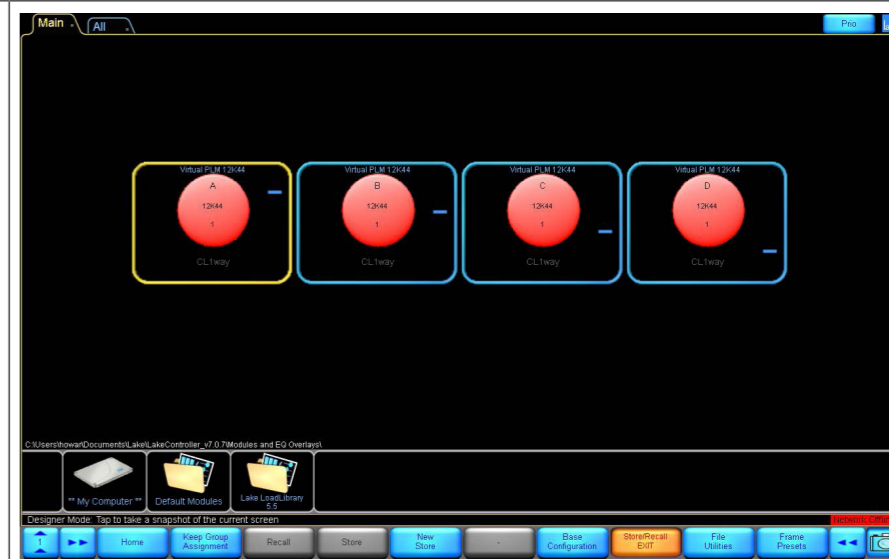 Main
All
Prio
Virtual PLM 12K44
Virtual PLM 12K44
Virtual PLM 12K44
Virtual PLM 12K44
A
B
C
D
12K44
12K44
12K44
12K44
1
1
1
1
CL1way
CL1way
CL1way
CL1way
C:\Users\howar\Documents\Lake\LakeController_v7.0.7\Modules and EQ Overlays\
** My Computer **
Default Modules
Lake LoadLibrary
5.5
Designer Mode: Tap to take a snapshot of the current screen
1
Home
Keep Group
Assignment
Recall
Store
New
Store
-
Base
Configuration
Store/Recall
EXIT
File
Utilities
Frame
Presets